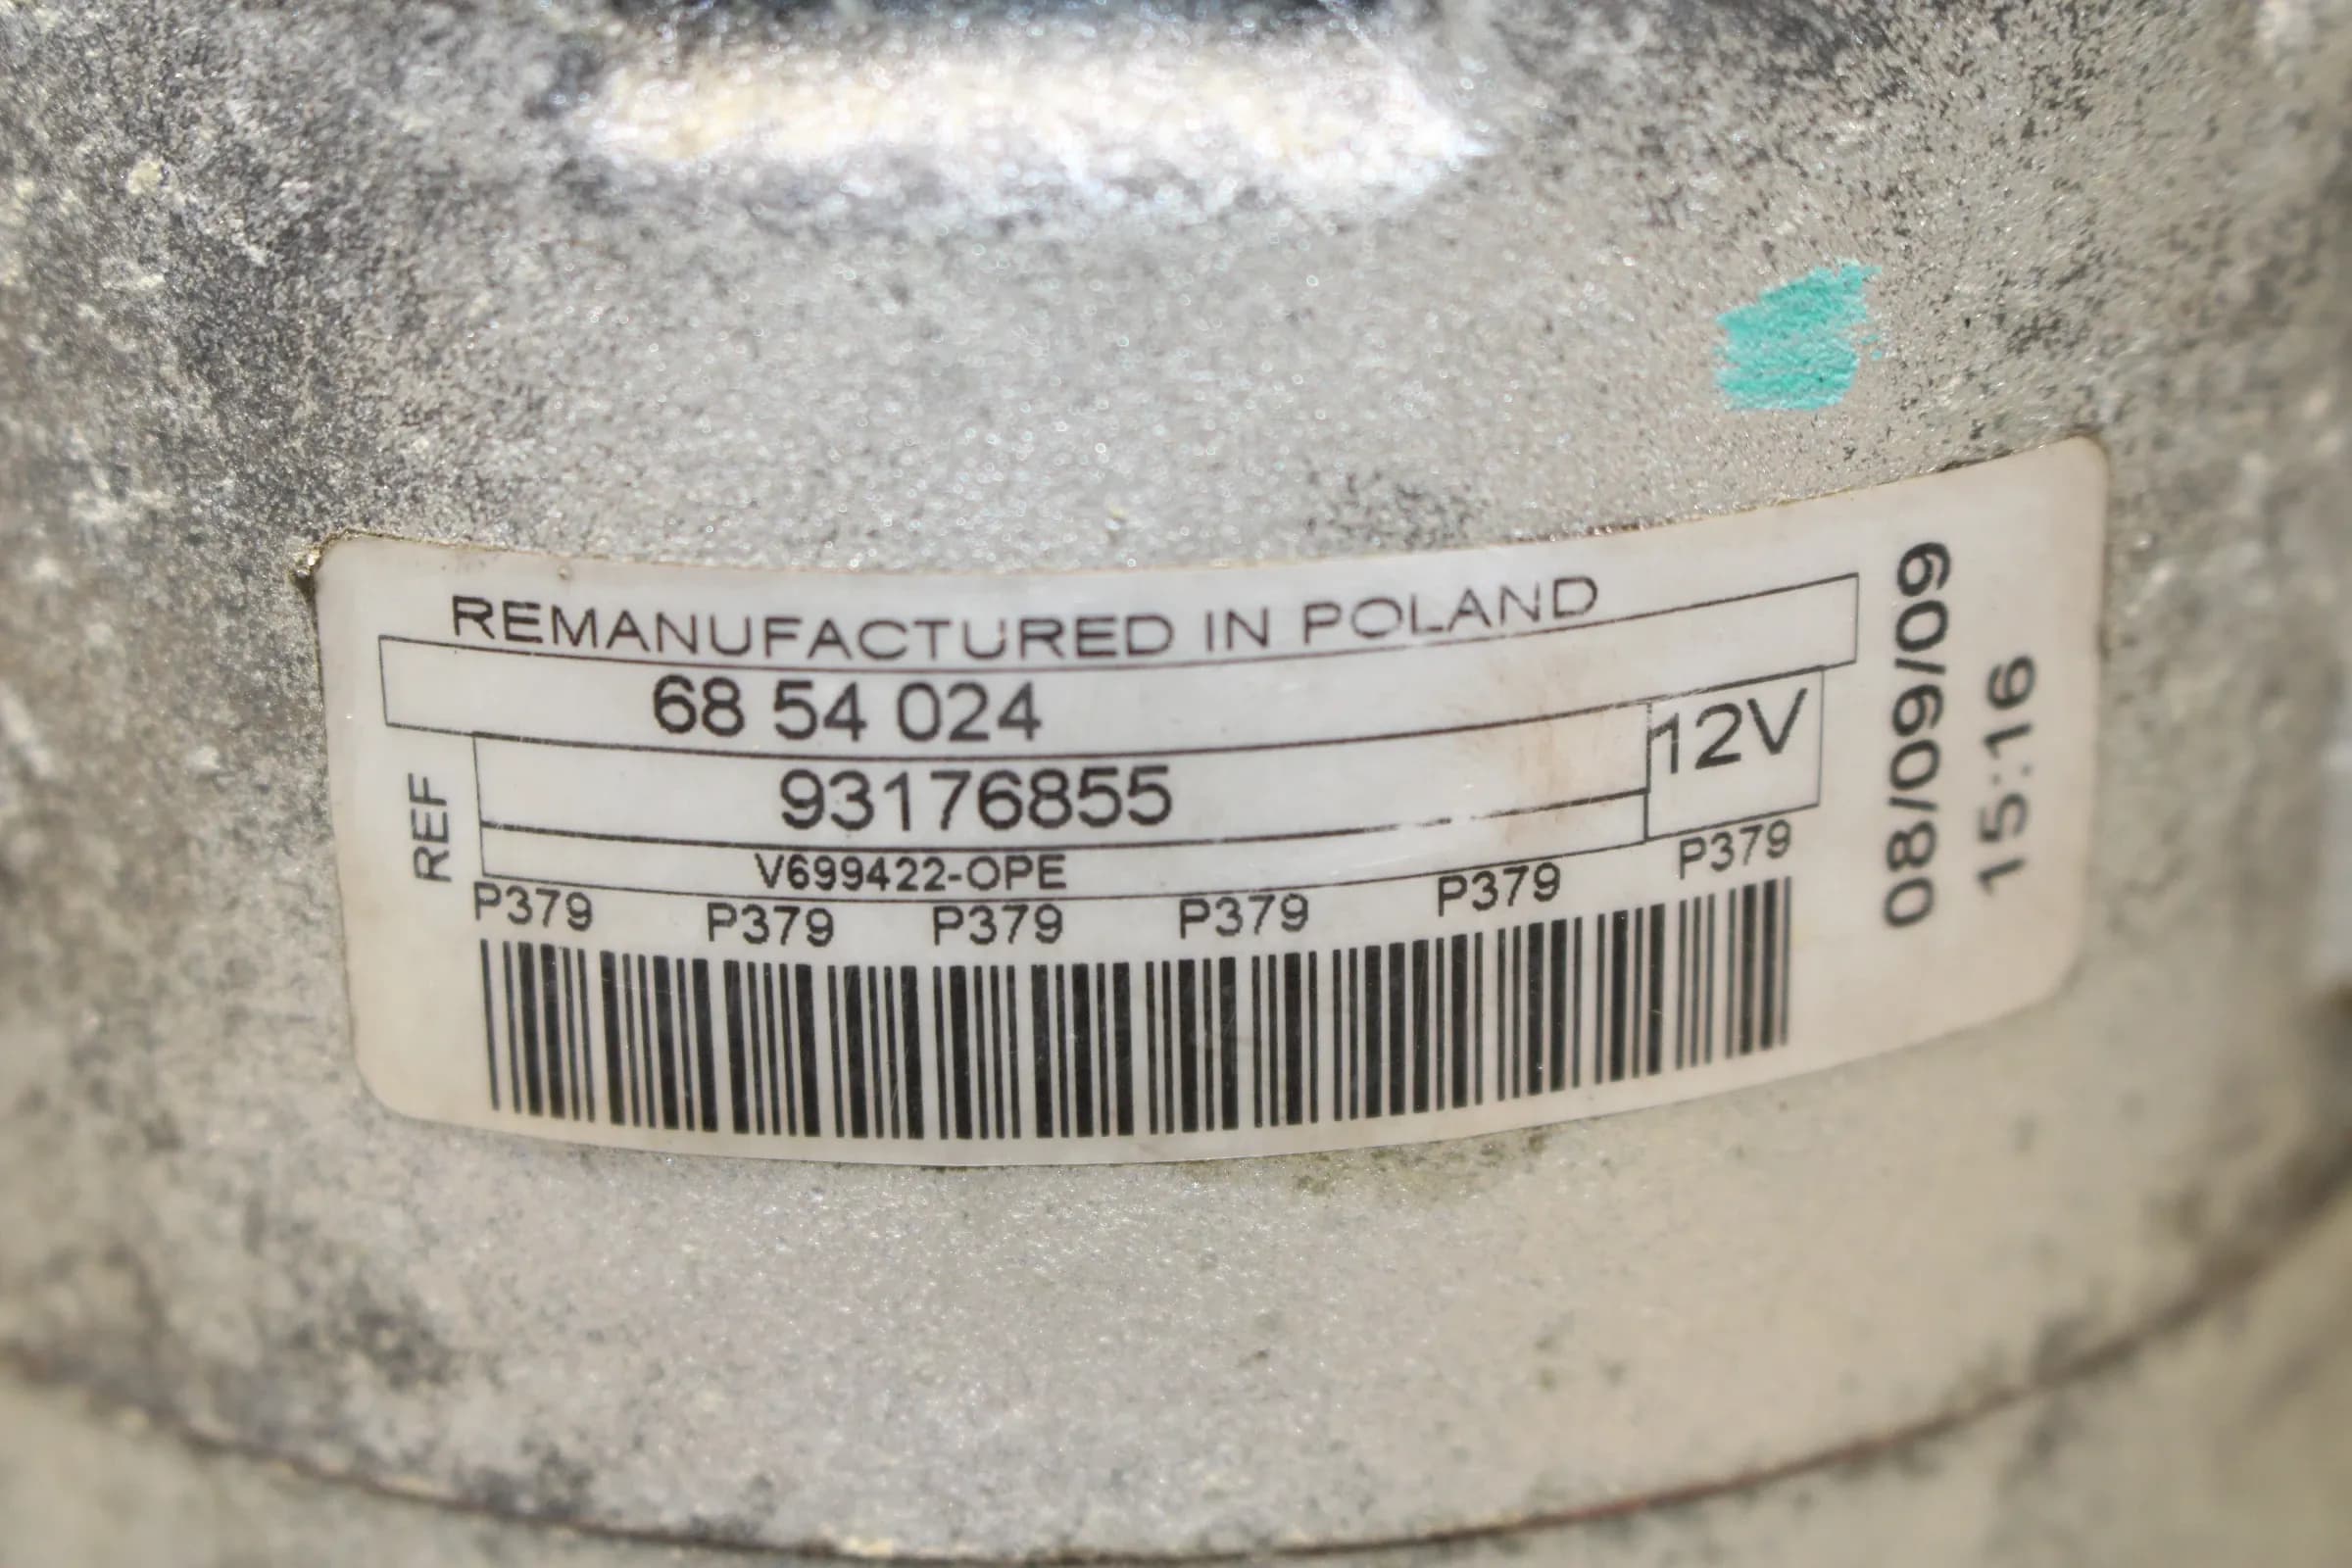 REMANUFACTURED IN POLAND
68 54 024
REF
93176855
12V
V699422-OPE
P379 P379 P379 P379 P379 P379
08/09/09
15:16